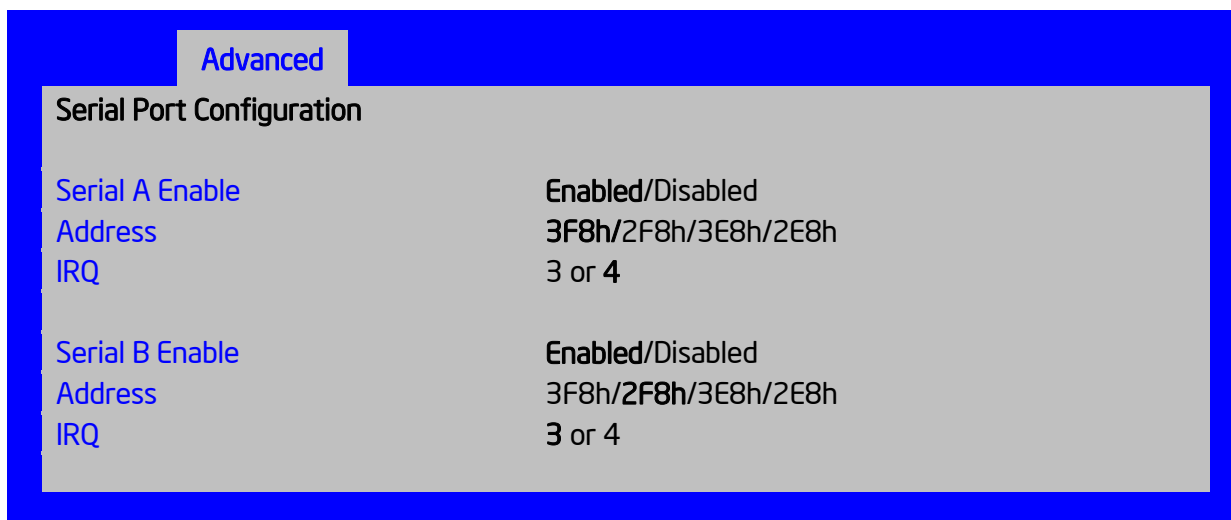 Advanced
Serial Port Configuration
Serial A Enable Enabled/Disabled
Address 3F8h/2F8h/3E8h/2E8h
IRQ 3 or 4
Serial B Enable Enabled/Disabled
Address 3F8h/2F8h/3E8h/2E8h
IRQ 3 or 4